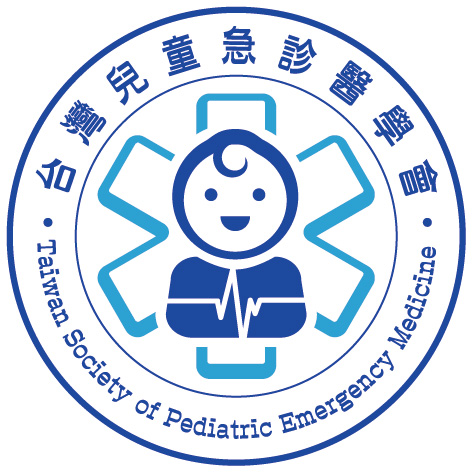 台灣兒童急診醫學會
Taiwan Society of Pediatric Emergency Medicine